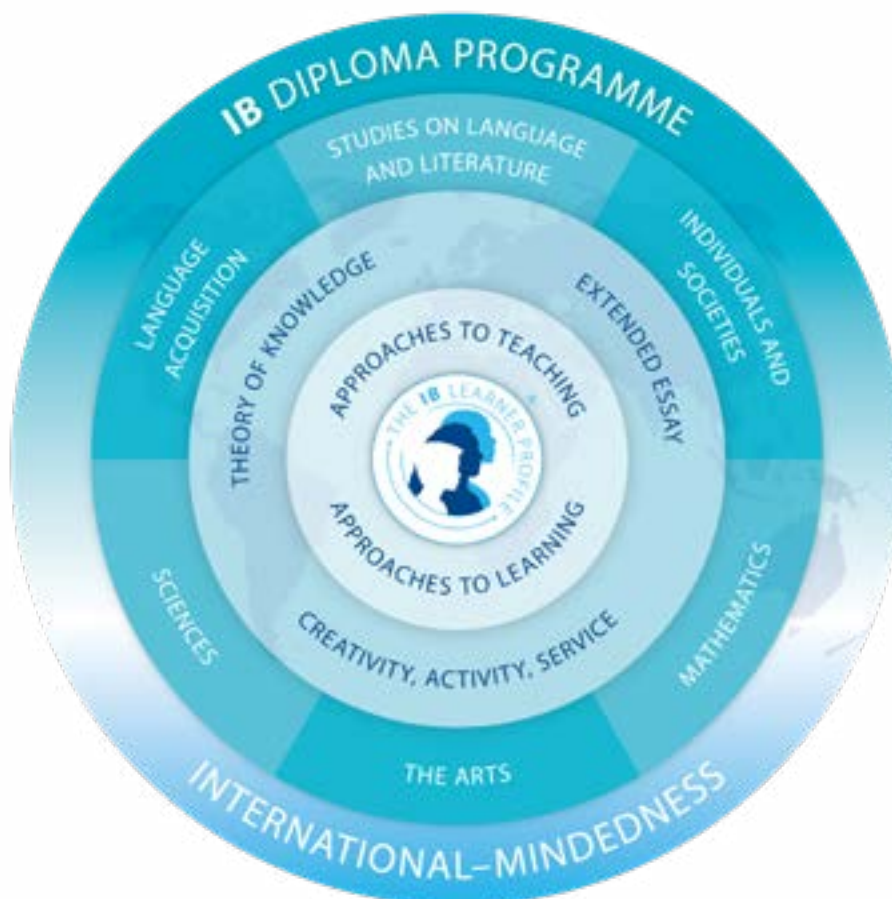 IB DIPLOMA PROGRAMME
STUDIES ON LANGUAGE
AND LITERATURE
LANGUAGE
ACQUISITION
INDIVIDUALS AND
SOCIETIES
THEORY OF KNOWLEDGE
EXTENDED ESSAY
APPROACHES TO TEACHING
THE IB LEARNER PROFILE
APPROACHES TO LEARNING
CREATIVITY, ACTIVITY, SERVICE
SCIENCES
MATHEMATICS
THE ARTS
INTERNATIONAL–MINDEDNESS